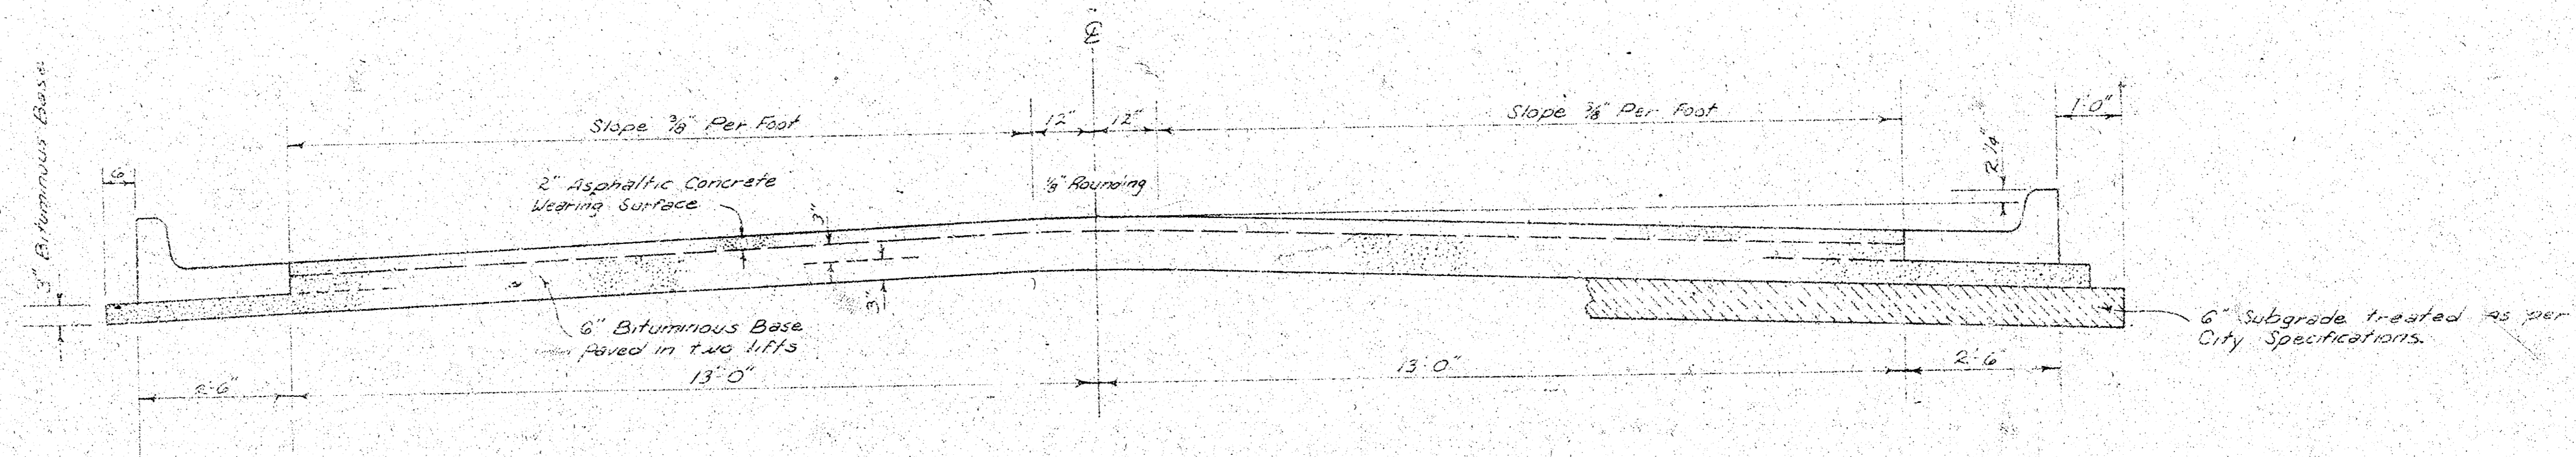 ℄
3" Bituminous Base
Slope 3/8" Per Foot
12"
12"
Slope 3/8" Per Foot
1'-0"
2 1/4"
6"
2" Asphaltic Concrete
Wearing Surface
1/8" Rounding
3"
3"
6" Bituminous Base
paved in two lifts
6" Subgrade treated as per
City Specifications.
2'-6"
13'-0"
13'-0"
2'-6"